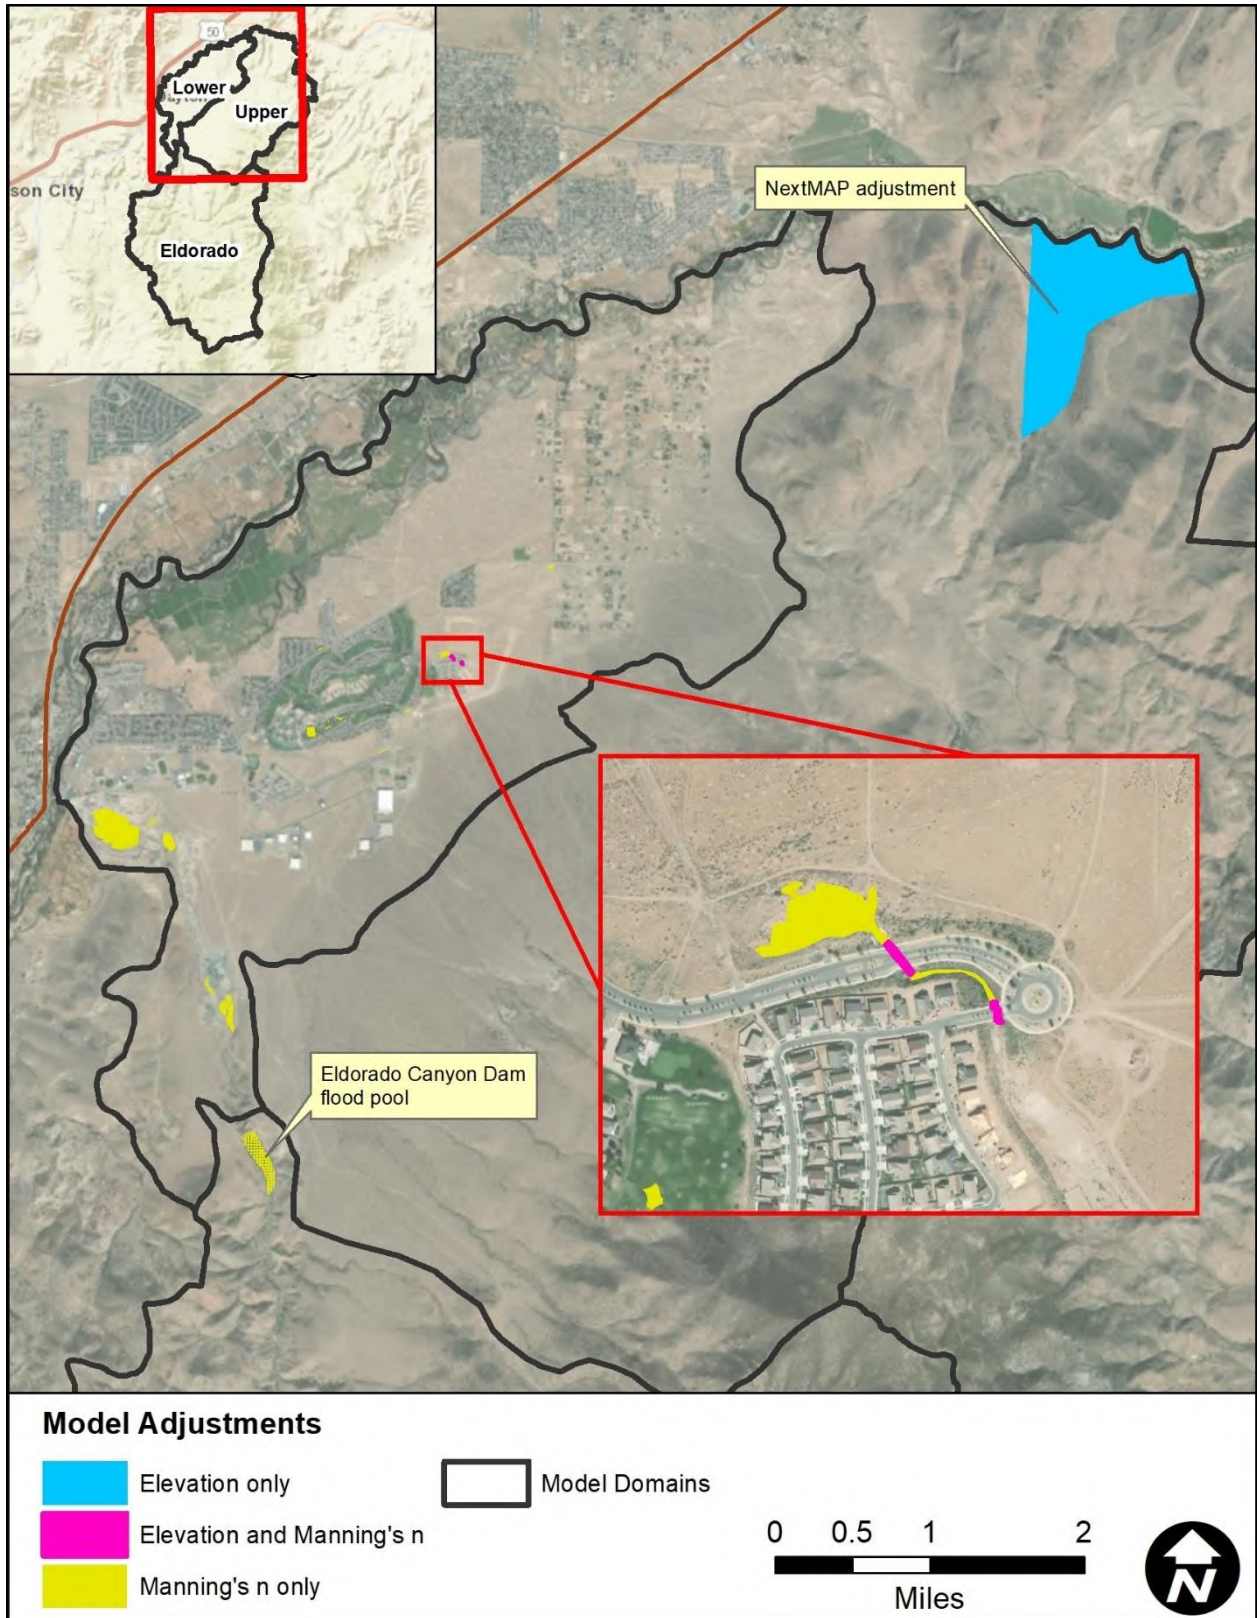 50
Lower
Dayton
Upper
son City
Eldorado
NextMAP adjustment
Eldorado Canyon Dam
flood pool
Model Adjustments
Elevation only
Model Domains
Elevation and Manning's n
Manning's n only
0 0.5 1 2
Miles
N